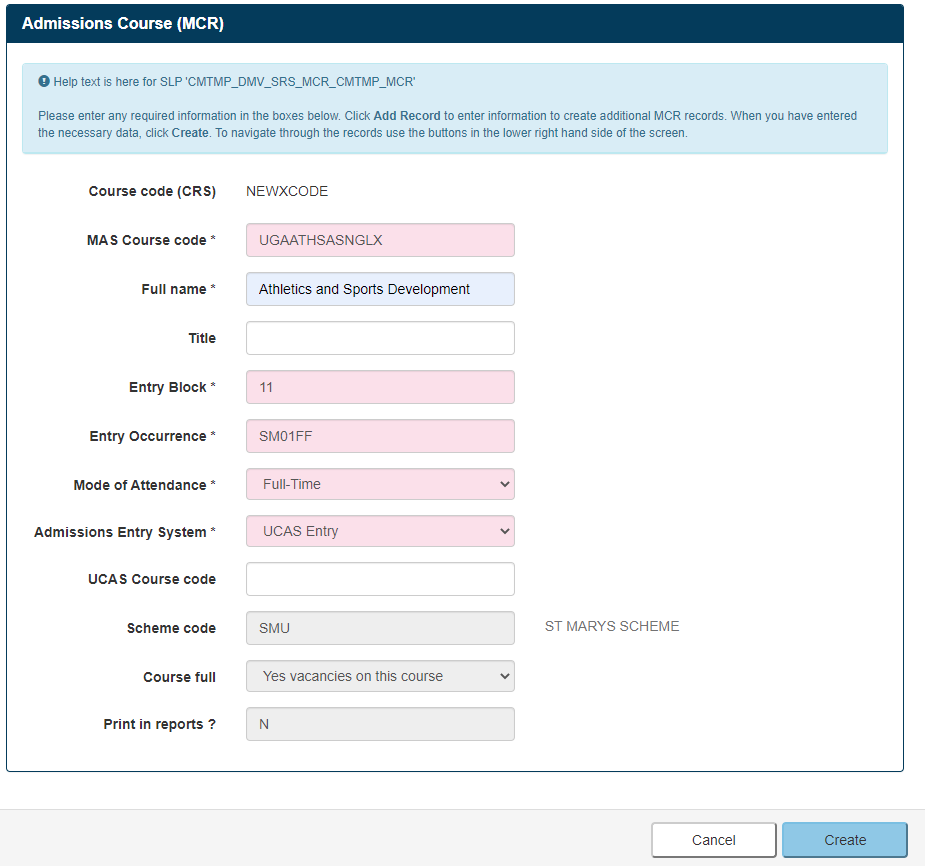 Admissions Course (MCR)
Help text is here for SLP 'CMTMP_DMV_SRS_MCR_CMTMP_MCR'
Please enter any required information in the boxes below. Click Add Record to enter information to create additional MCR records. When you have entered
the necessary data, click Create. To navigate through the records use the buttons in the lower right hand side of the screen.
Course code (CRS) NEWXCODE
MAS Course code * UGAATHSASNGLX
Full name * Athletics and Sports Development
Title
Entry Block * 11
Entry Occurrence * SM01FF
Mode of Attendance * Full-Time
Admissions Entry System * UCAS Entry
UCAS Course code
Scheme code SMU ST MARYS SCHEME
Course full Yes vacancies on this course
Print in reports ? N
Cancel Create